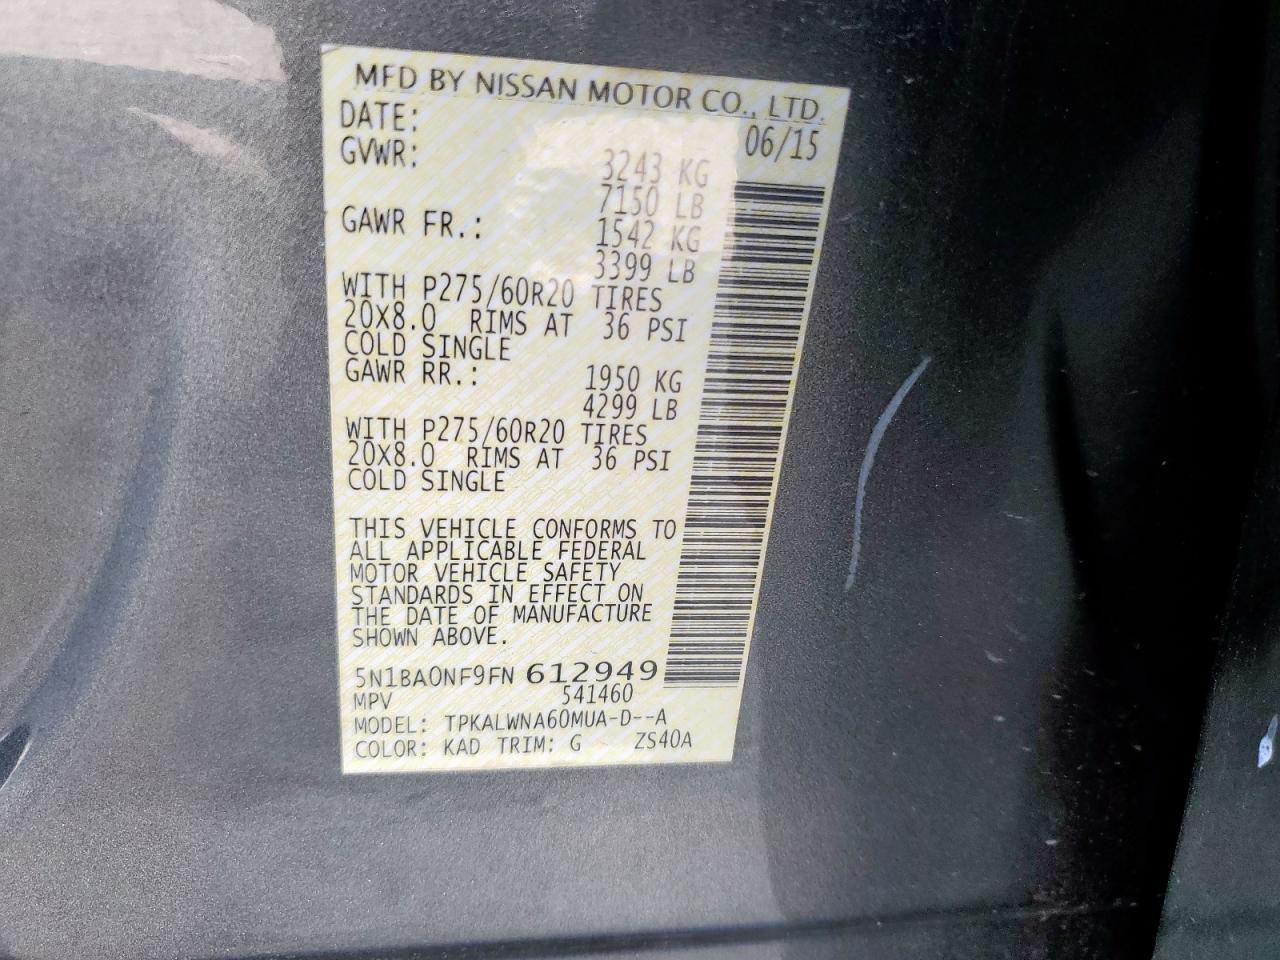 MFD BY NISSAN MOTOR CO., LTD.
DATE: 06/15
GVWR: 3243 KG
7150 LB
GAWR FR.: 1542 KG
3399 LB
WITH P275/60R20 TIRES
20X8.0 RIMS AT 36 PSI
COLD SINGLE
GAWR RR.: 1950 KG
4299 LB
WITH P275/60R20 TIRES
20X8.0 RIMS AT 36 PSI
COLD SINGLE
THIS VEHICLE CONFORMS TO
ALL APPLICABLE FEDERAL
MOTOR VEHICLE SAFETY
STANDARDS IN EFFECT ON
THE DATE OF MANUFACTURE
SHOWN ABOVE.
5N1BA0NF9FN 612949
MPV 541460
MODEL: TPKALWNA60MUA-D--A
COLOR: KAD TRIM: G ZS40A